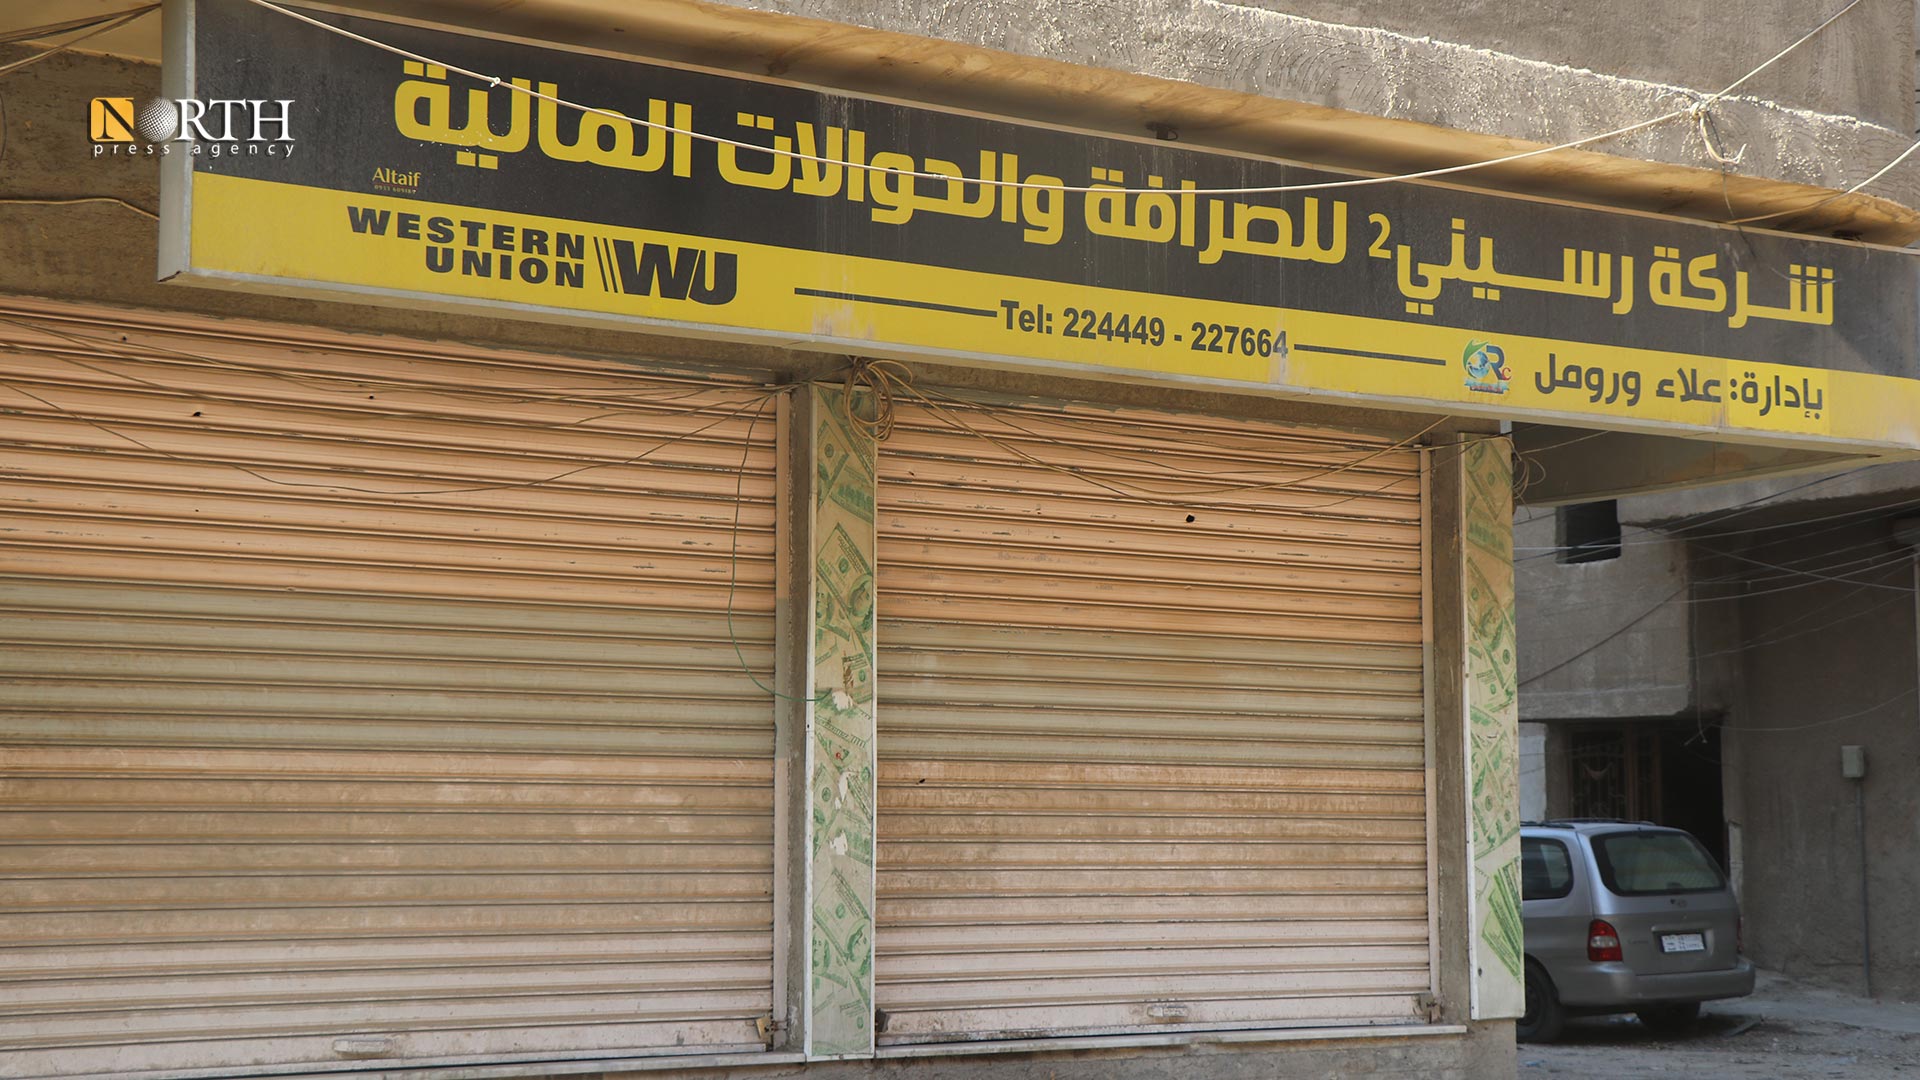 NORTH
press agency
شركة رسيني2 للصرافة والحوالات المالية
Altaif
بإدارة: علاء ورومل
Tel: 224449 - 227664
WESTERN
UNION WU